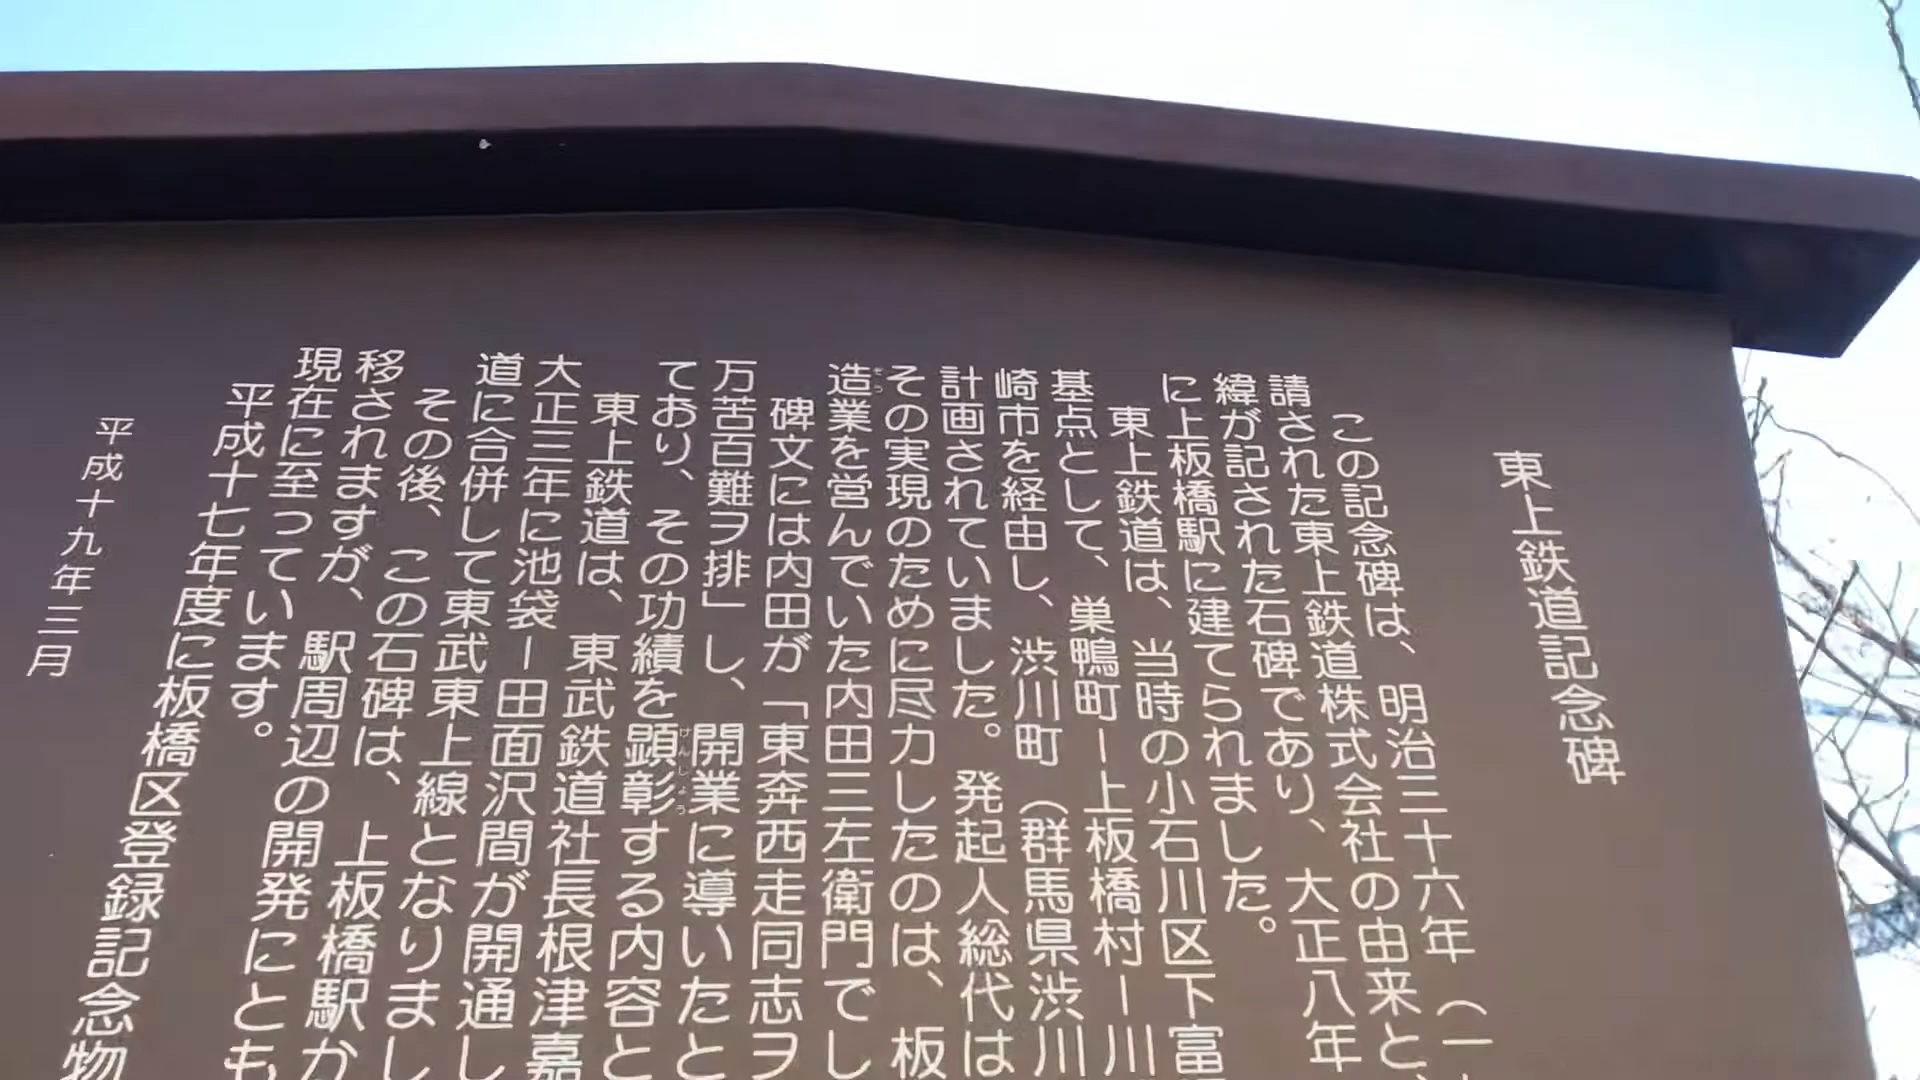 東上鉄道記念碑
この記念碑は、明治三十六年（一
請された東上鉄道株式会社の由来と、
緯が記された石碑であり、大正八年
に上板橋駅に建てられました。
東上鉄道は、当時の小石川区下富
基点として、巣鴨町ー上板橋村ー川
崎市を経由し、渋川町（群馬県渋川
計画されていました。発起人総代は
その実現のために尽力したのは、板
造業を営んでいた内田三左衛門でし
碑文には内田が「東奔西走同志ヲ
万苦百難ヲ排」し、開業に導いたと
ており、その功績を顕彰する内容と
東上鉄道は、東武鉄道社長根津嘉
大正三年に池袋ー田面沢間が開通し
道に合併して東武東上線となりまし
その後、この石碑は、上板橋駅か
移されますが、駅周辺の開発にとも
現在に至っています。
平成十七年度に板橋区登録記念物
平成十九年三月